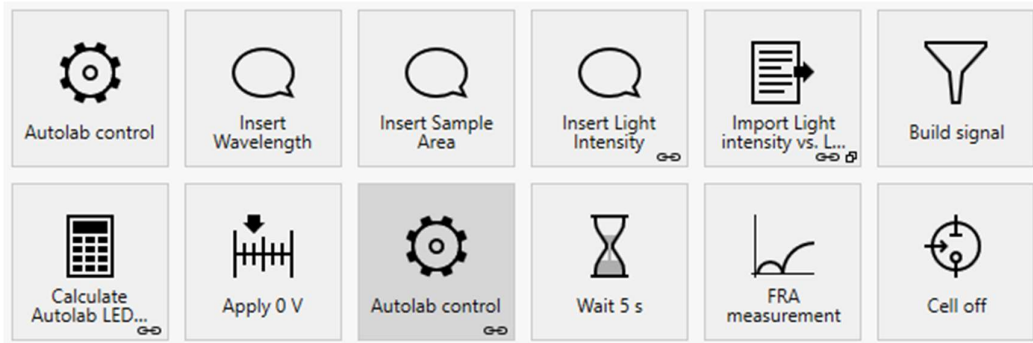 Autolab control
Insert
Wavelength
Insert Sample
Area
Insert Light
Intensity
Import Light
intensity vs. L...
Build signal
Calculate
Autolab LED...
Apply 0 V
Autolab control
Wait 5 s
FRA
measurement
Cell off